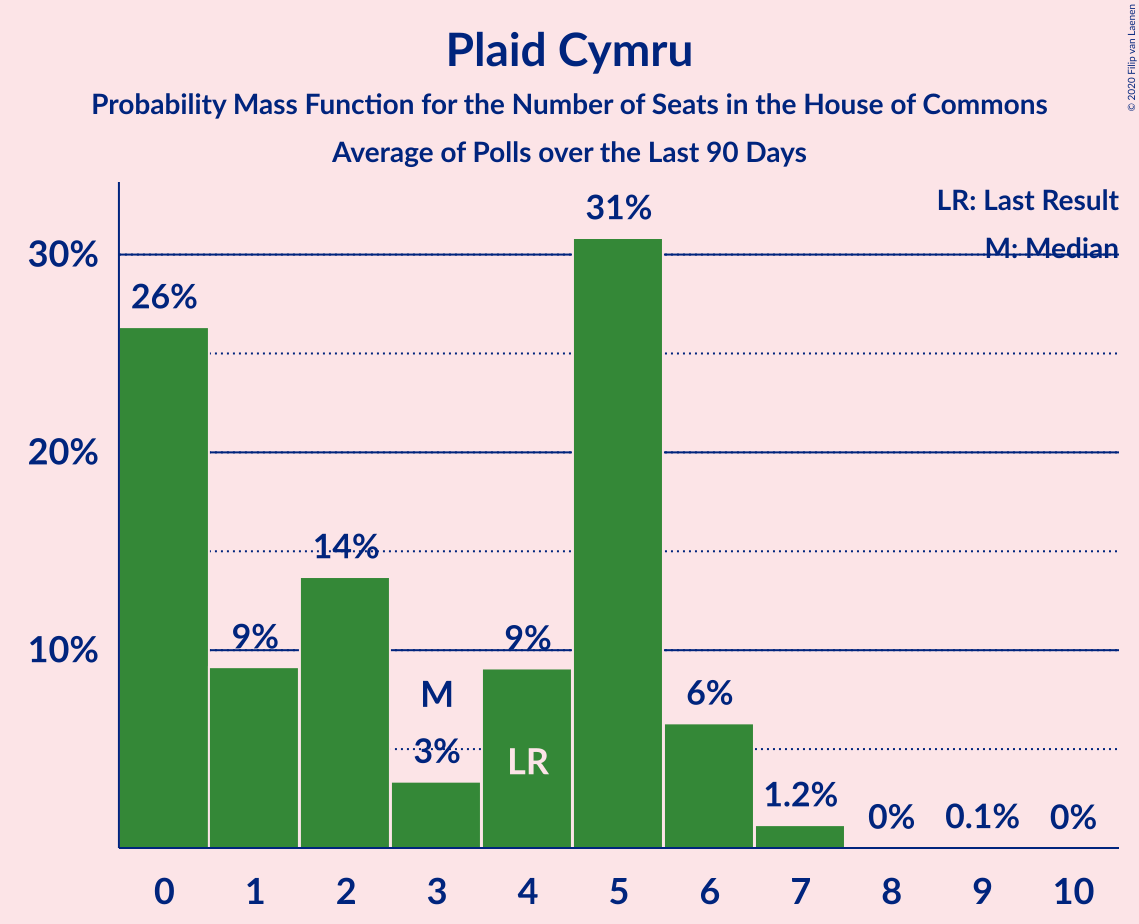 Plaid Cymru
Probability Mass Function for the Number of Seats in the House of Commons
Average of Polls over the Last 90 Days
© 2020 Filip van Laenen
LR: Last Result
M: Median
30%
20%
10%
26%
9%
14%
M
3%
9%
LR
31%
6%
1.2%
0%
0.1%
0%
0 1 2 3 4 5 6 7 8 9 10